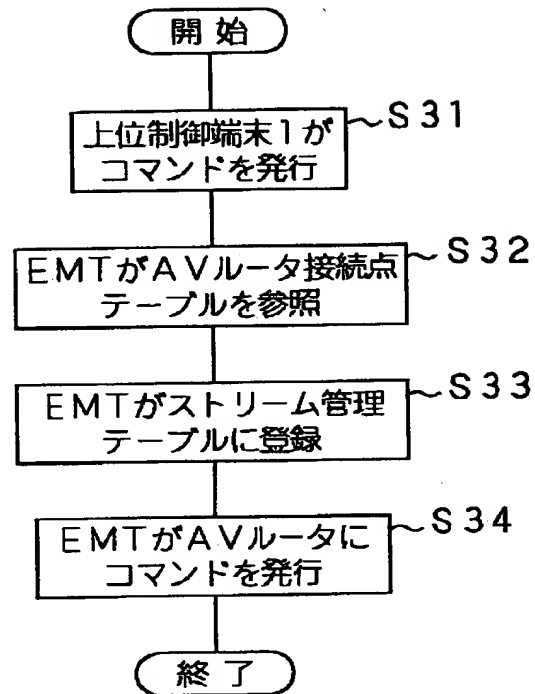 開始
上位制御端末1が
コマンドを発行
S31
EMTがAVルータ接続点
テーブルを参照
S32
EMTがストリーム管理
テーブルに登録
S33
EMTがAVルータに
コマンドを発行
S34
終了